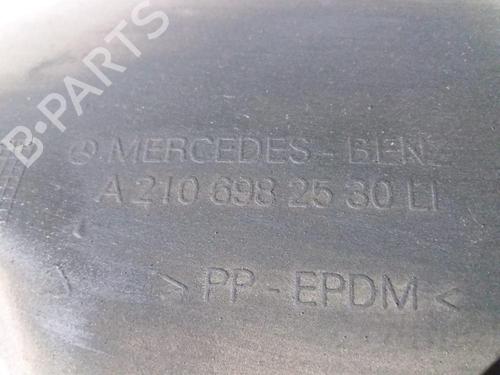 B-PARTS
MERCEDES-BENZ
A 210 698 25 30 LI
> PP - EPDM <